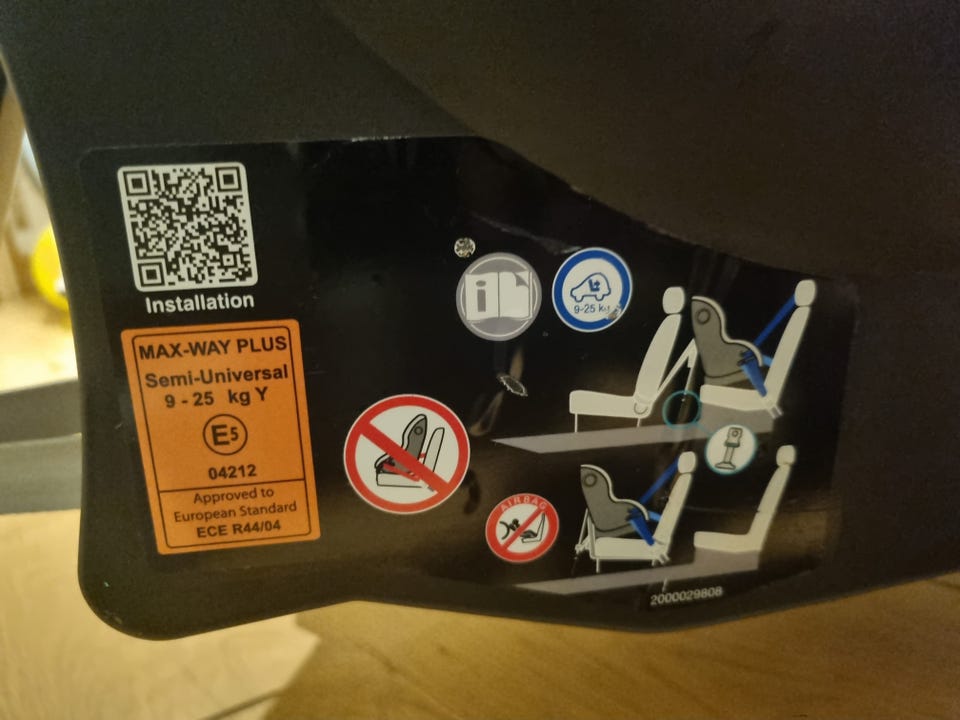 Installation
MAX-WAY PLUS
Semi-Universal
9 - 25 kg Y
E5
04212
Approved to
European Standard
ECE R44/04
i
9-25 kg
AIRBAG
2000029808